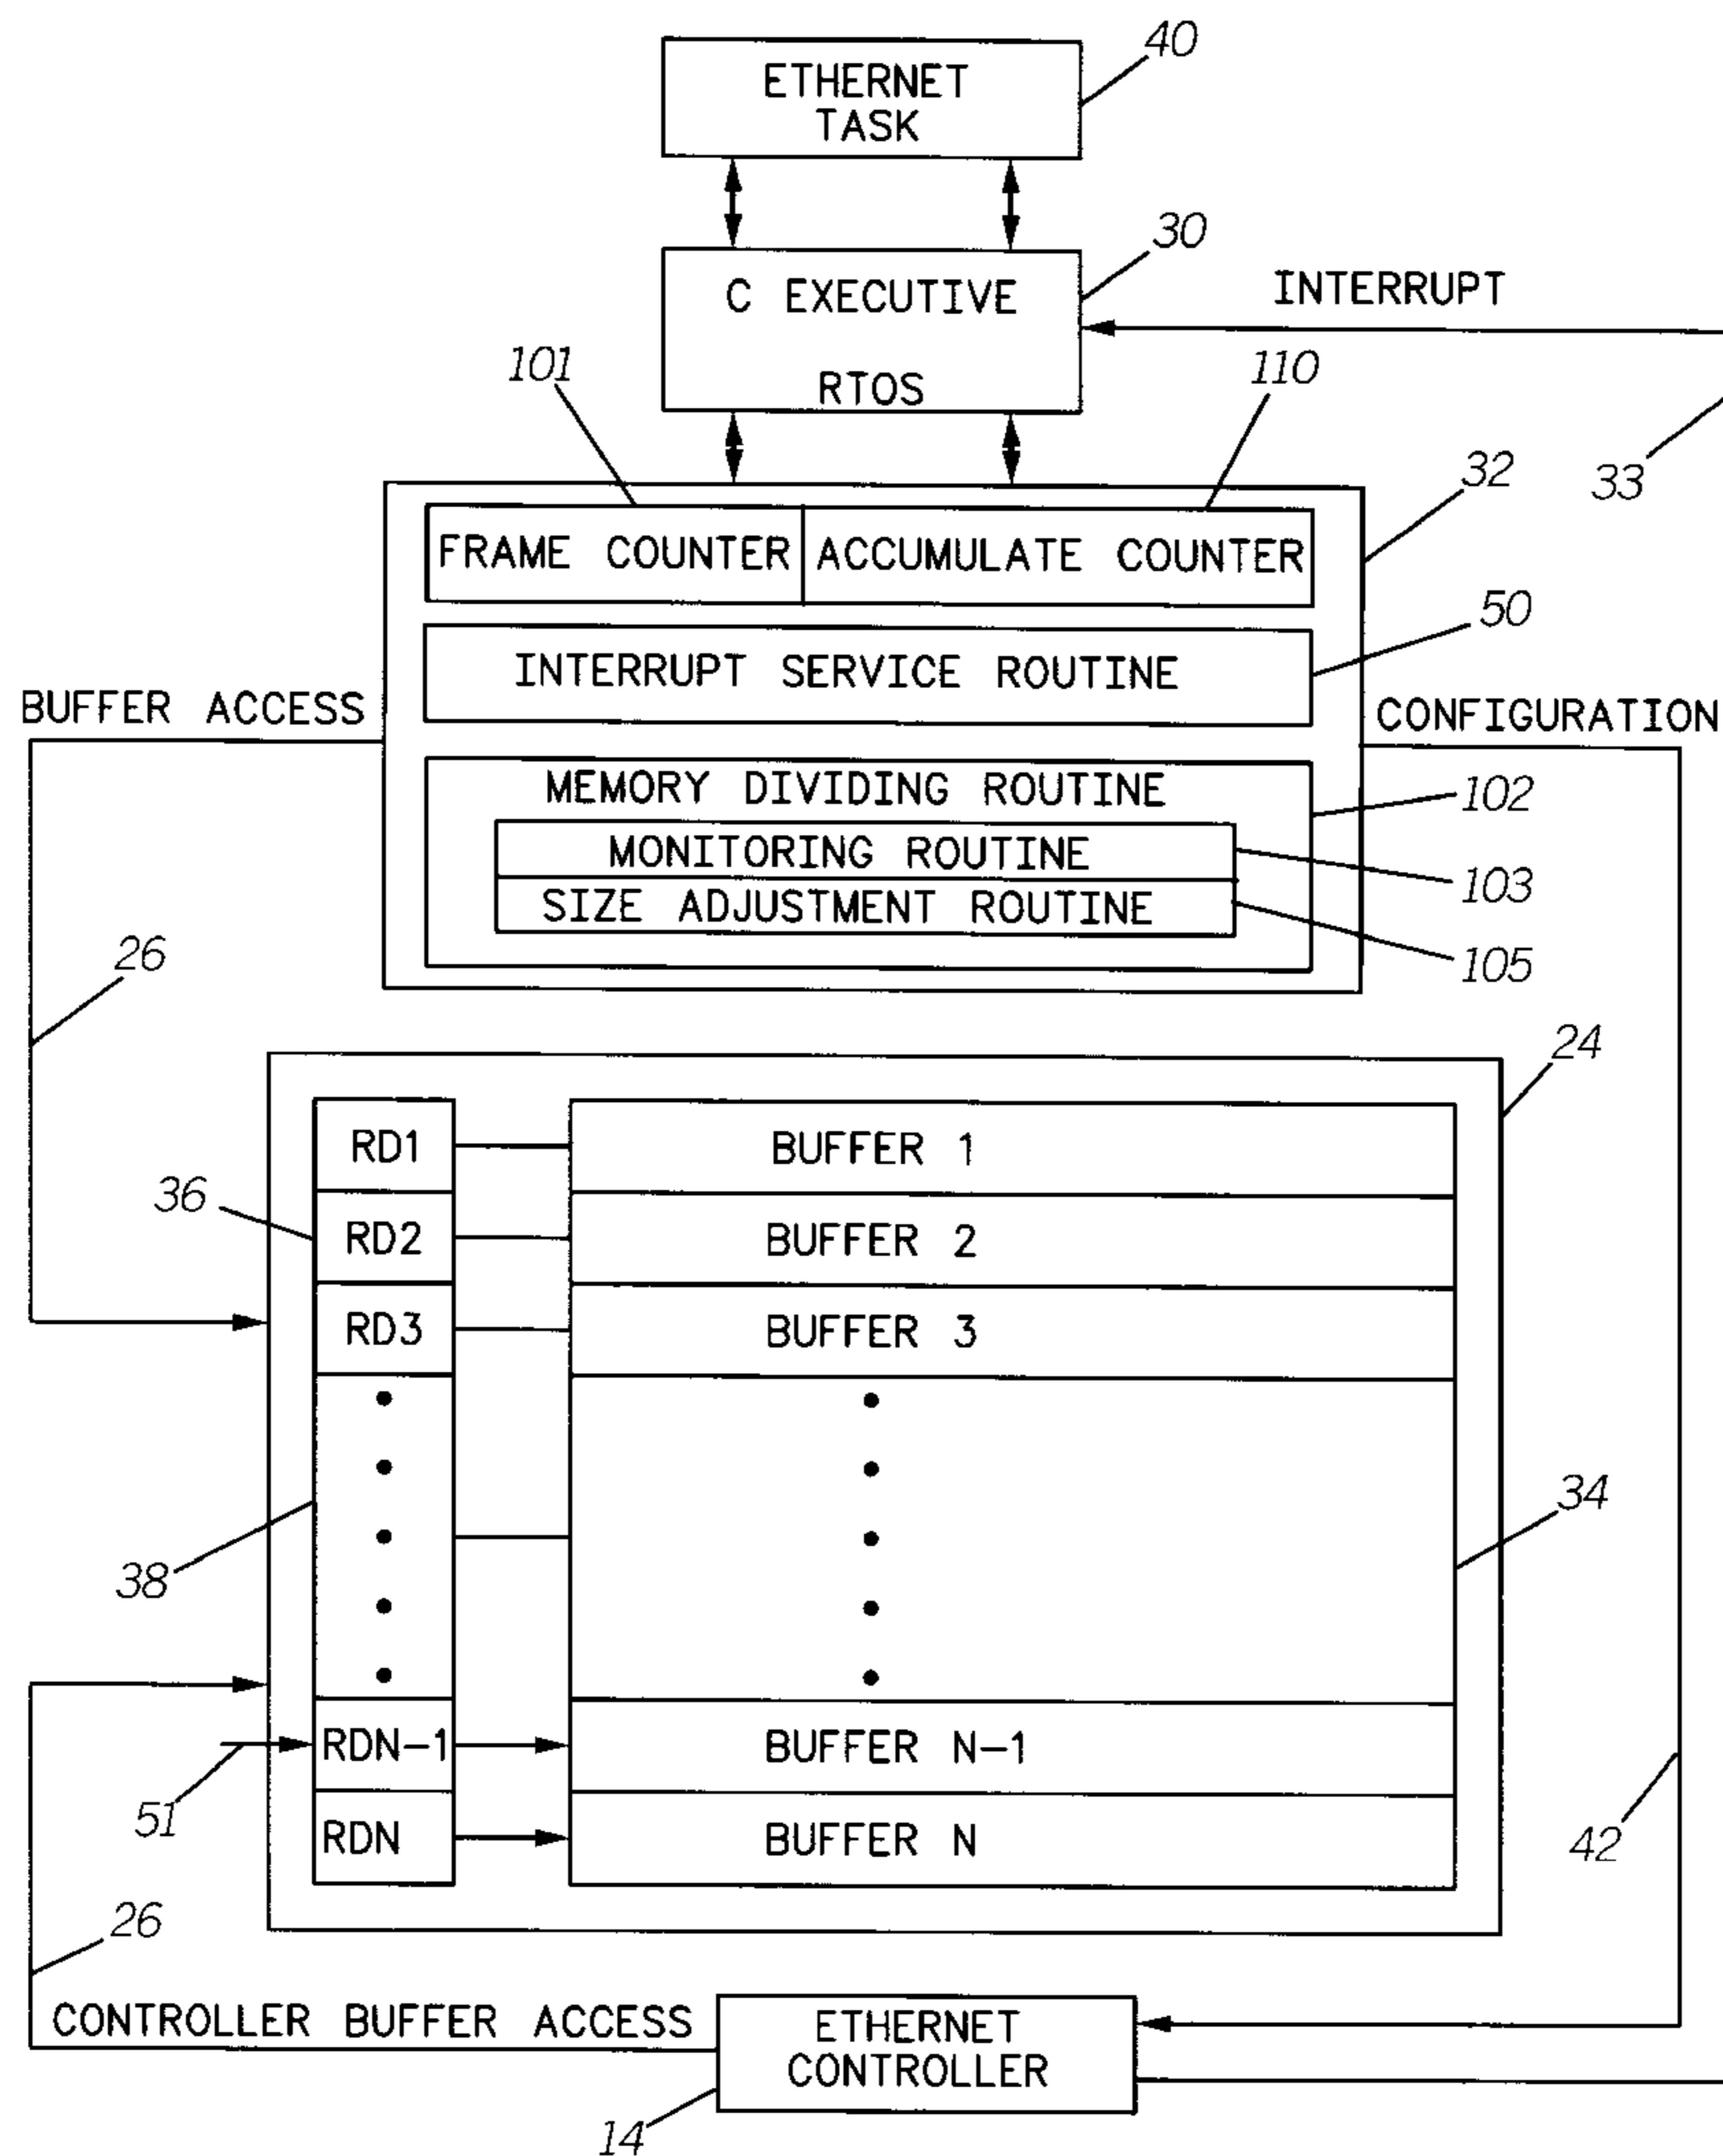 40
ETHERNET
TASK
30
C EXECUTIVE
RTOS
INTERRUPT
33
101
110
32
FRAME COUNTER
ACCUMULATE COUNTER
50
INTERRUPT SERVICE ROUTINE
BUFFER ACCESS
CONFIGURATION
MEMORY DIVIDING ROUTINE
102
MONITORING ROUTINE
103
SIZE ADJUSTMENT ROUTINE
105
26
24
RD1
BUFFER 1
36
RD2
BUFFER 2
RD3
BUFFER 3
34
38
RDN-1
BUFFER N-1
51
RDN
BUFFER N
42
26
CONTROLLER BUFFER ACCESS
ETHERNET
CONTROLLER
14